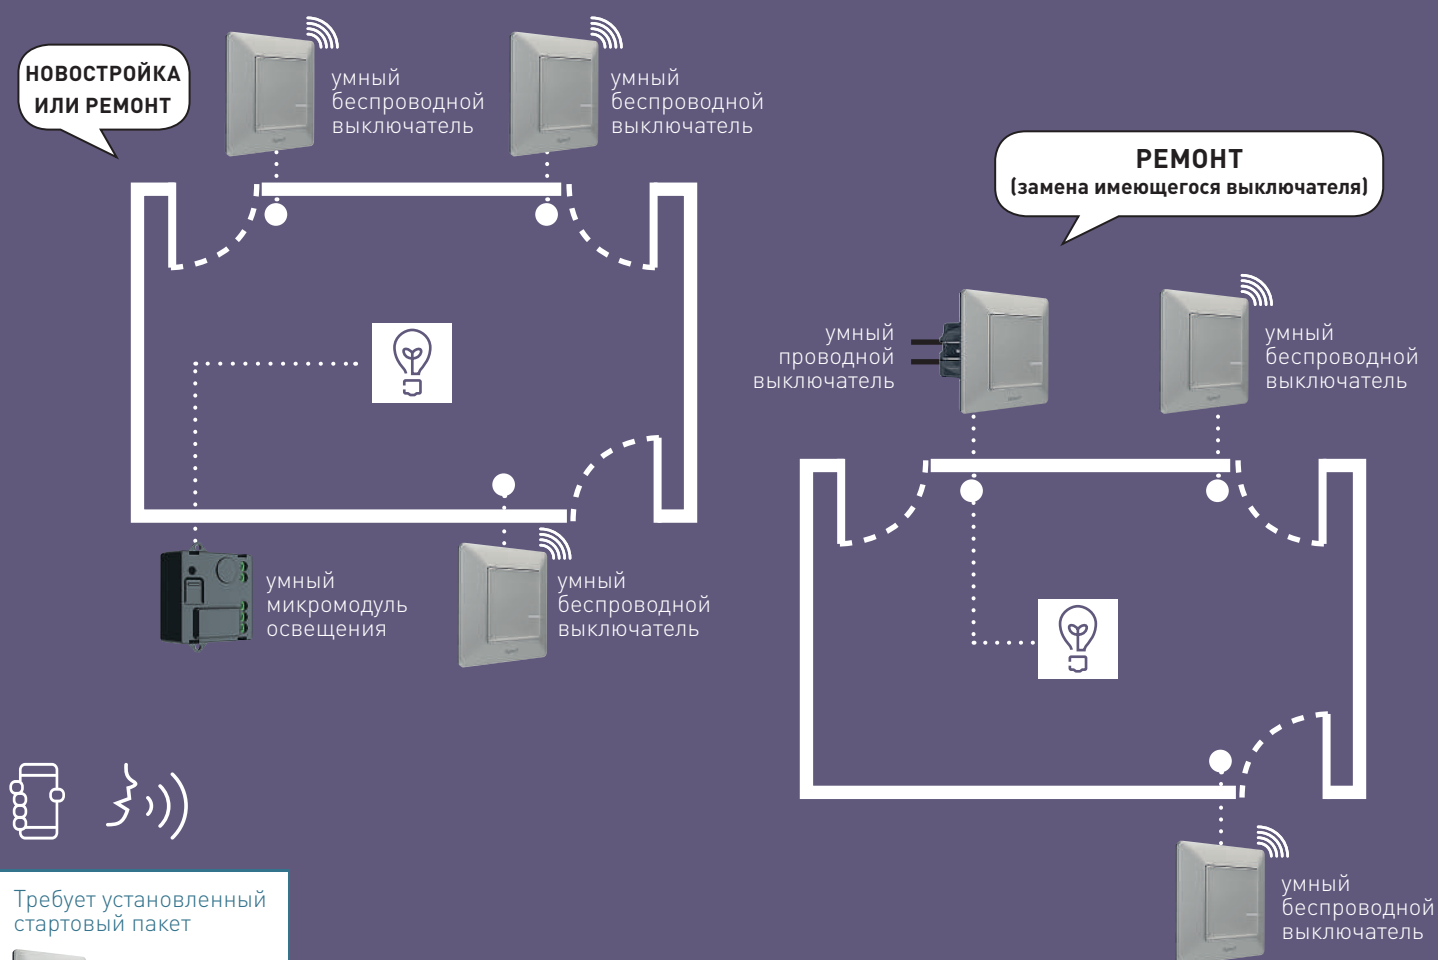 НОВОСТРОЙКА
ИЛИ РЕМОНТ
умный
беспроводной
выключатель
умный
беспроводной
выключатель
РЕМОНТ
(замена имеющегося выключателя)
умный
проводной
выключатель
умный
беспроводной
выключатель
умный
микромодуль
освещения
умный
беспроводной
выключатель
Требует установленный
стартовый пакет
умный
беспроводной
выключатель